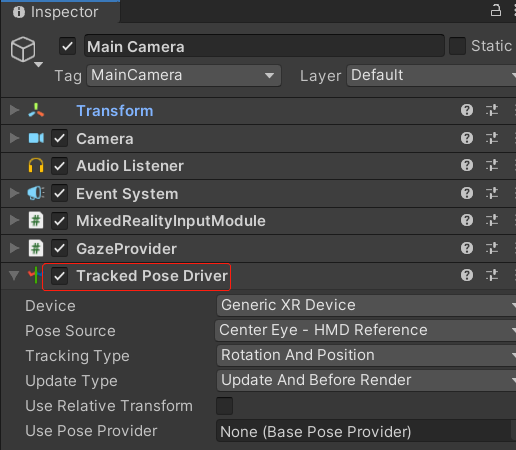 Inspector
Main Camera
Static
Tag MainCamera Layer Default
Transform
Camera
Audio Listener
Event System
# MixedRealityInputModule
# GazeProvider
Tracked Pose Driver
Device Generic XR Device
Pose Source Center Eye - HMD Reference
Tracking Type Rotation And Position
Update Type Update And Before Render
Use Relative Transform
Use Pose Provider None (Base Pose Provider)